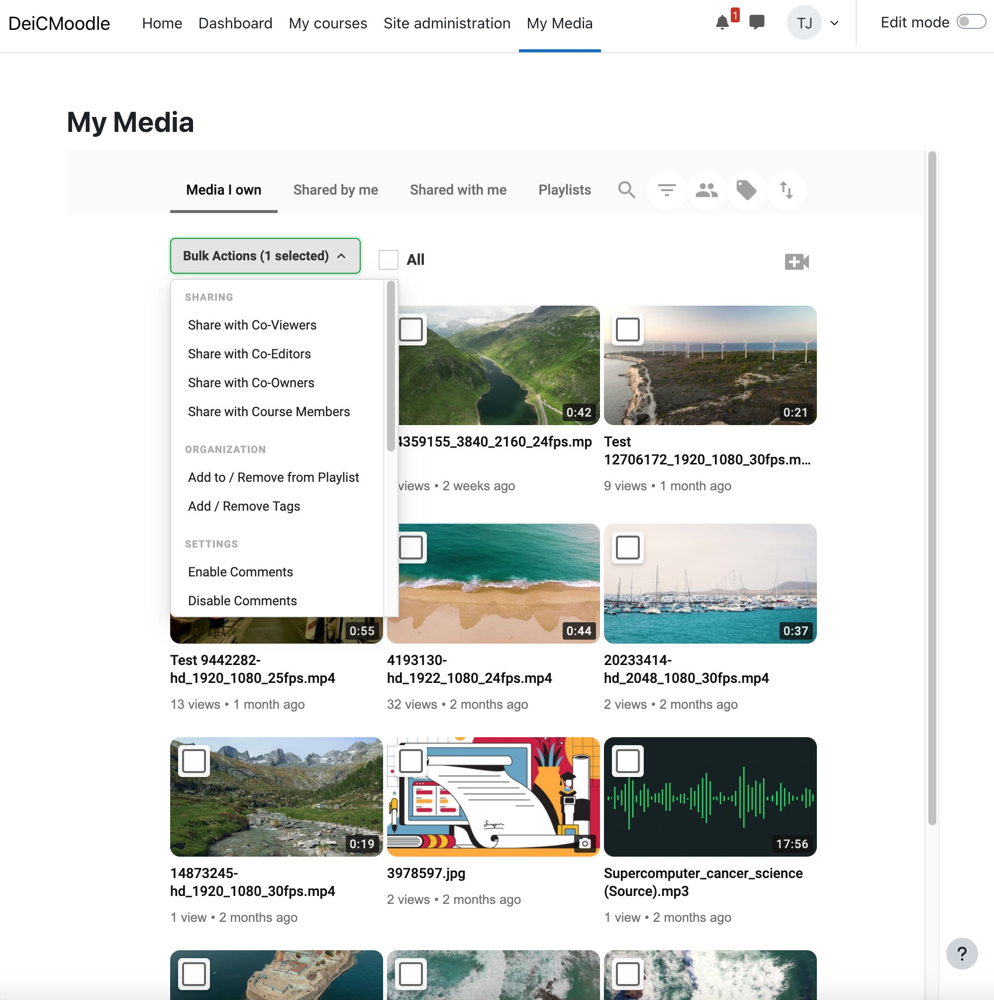 DeiCMoodle Home Dashboard My courses Site administration My Media 1 TJ Edit mode
My Media
Media I own Shared by me Shared with me Playlists
Bulk Actions (1 selected) All
SHARING
Share with Co-Viewers
Share with Co-Editors
Share with Co-Owners
Share with Course Members
ORGANIZATION
Add to / Remove from Playlist
Add / Remove Tags
SETTINGS
Enable Comments
Disable Comments
0:42
4359155_3840_2160_24fps.mp
views • 2 weeks ago
0:21
Test
12706172_1920_1080_30fps.m...
9 views • 1 month ago
0:55
Test 9442282-
hd_1920_1080_25fps.mp4
13 views • 1 month ago
0:44
4193130-
hd_1922_1080_24fps.mp4
32 views • 2 months ago
0:37
20233414-
hd_2048_1080_30fps.mp4
2 views • 2 months ago
0:19
14873245-
hd_1920_1080_30fps.mp4
1 view • 2 months ago
3978597.jpg
2 views • 2 months ago
17:56
Supercomputer_cancer_science
(Source).mp3
1 view • 2 months ago
?